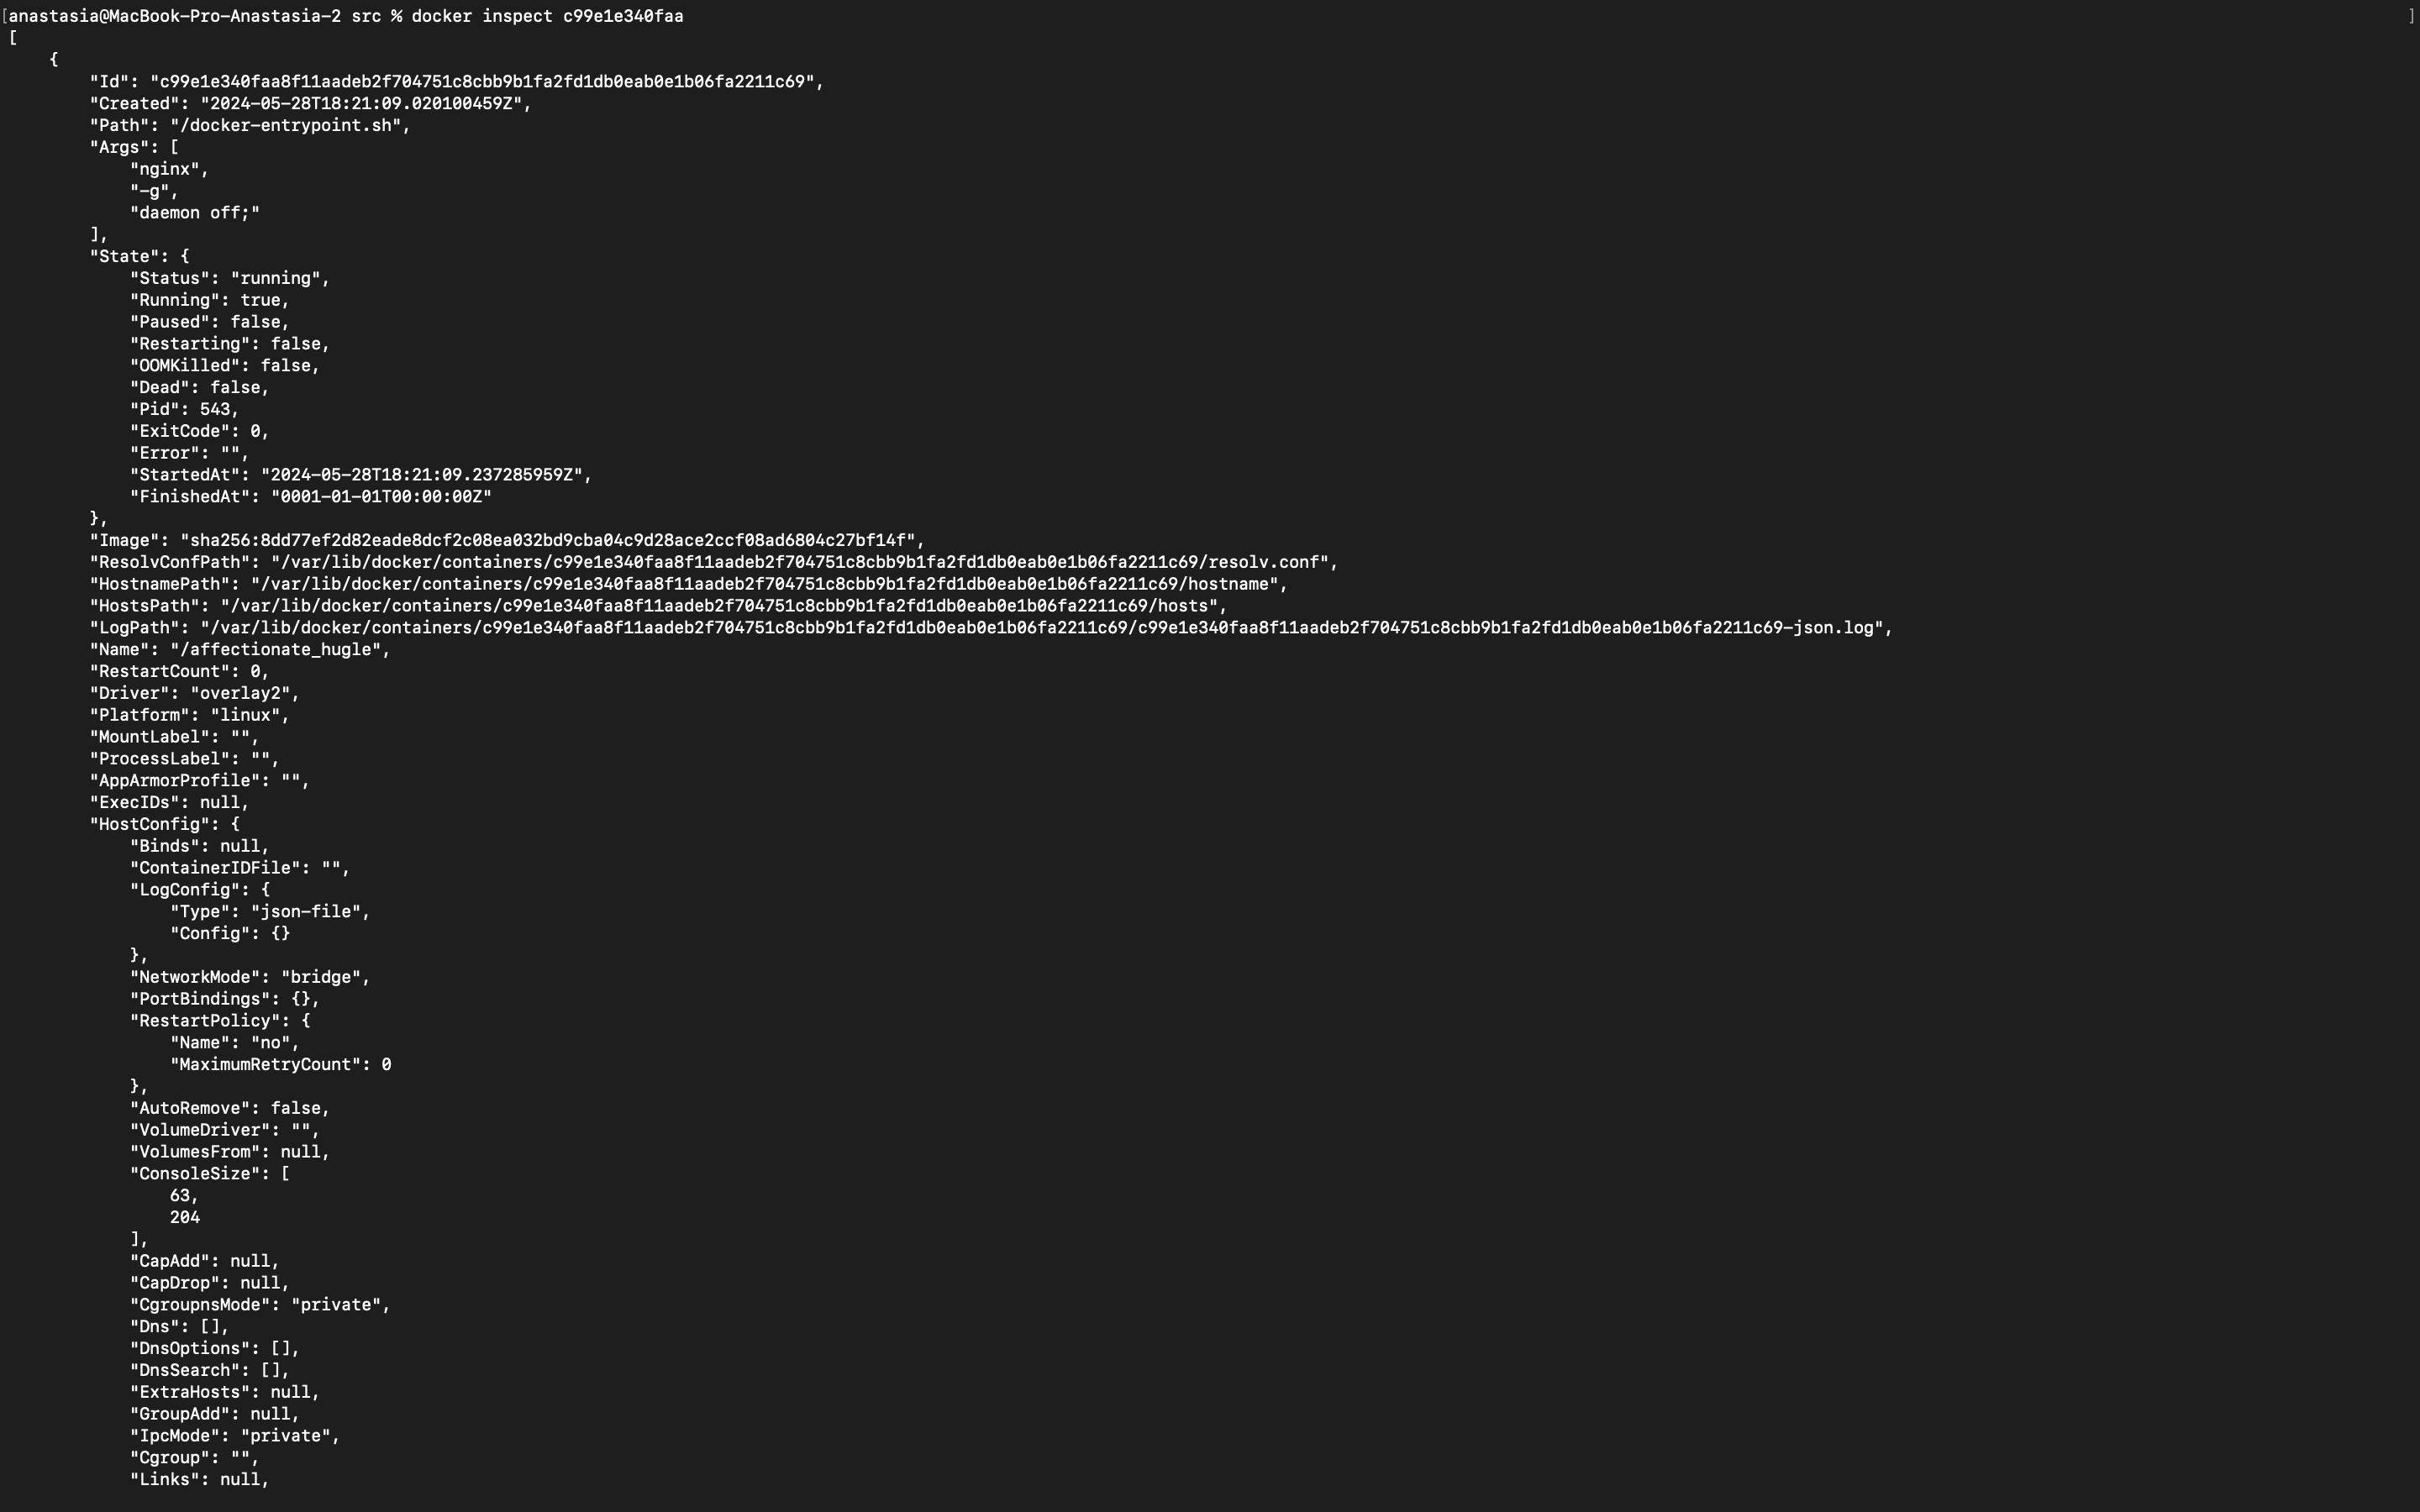 [anastasia@MacBook-Pro-Anastasia-2 src % docker inspect c99e1e340faa ]
[
    {
        "Id": "c99e1e340faa8f11aadeb2f704751c8cbb9b1fa2fd1db0eab0e1b06fa2211c69",
        "Created": "2024-05-28T18:21:09.020100459Z",
        "Path": "/docker-entrypoint.sh",
        "Args": [
            "nginx",
            "-g",
            "daemon off;"
        ],
        "State": {
            "Status": "running",
            "Running": true,
            "Paused": false,
            "Restarting": false,
            "OOMKilled": false,
            "Dead": false,
            "Pid": 543,
            "ExitCode": 0,
            "Error": "",
            "StartedAt": "2024-05-28T18:21:09.237285959Z",
            "FinishedAt": "0001-01-01T00:00:00Z"
        },
        "Image": "sha256:8dd77ef2d82eade8dcf2c08ea032bd9cba04c9d28ace2ccf08ad6804c27bf14f",
        "ResolvConfPath": "/var/lib/docker/containers/c99e1e340faa8f11aadeb2f704751c8cbb9b1fa2fd1db0eab0e1b06fa2211c69/resolv.conf",
        "HostnamePath": "/var/lib/docker/containers/c99e1e340faa8f11aadeb2f704751c8cbb9b1fa2fd1db0eab0e1b06fa2211c69/hostname",
        "HostsPath": "/var/lib/docker/containers/c99e1e340faa8f11aadeb2f704751c8cbb9b1fa2fd1db0eab0e1b06fa2211c69/hosts",
        "LogPath": "/var/lib/docker/containers/c99e1e340faa8f11aadeb2f704751c8cbb9b1fa2fd1db0eab0e1b06fa2211c69/c99e1e340faa8f11aadeb2f704751c8cbb9b1fa2fd1db0eab0e1b06fa2211c69-json.log",
        "Name": "/affectionate_hugle",
        "RestartCount": 0,
        "Driver": "overlay2",
        "Platform": "linux",
        "MountLabel": "",
        "ProcessLabel": "",
        "AppArmorProfile": "",
        "ExecIDs": null,
        "HostConfig": {
            "Binds": null,
            "ContainerIDFile": "",
            "LogConfig": {
                "Type": "json-file",
                "Config": {}
            },
            "NetworkMode": "bridge",
            "PortBindings": {},
            "RestartPolicy": {
                "Name": "no",
                "MaximumRetryCount": 0
            },
            "AutoRemove": false,
            "VolumeDriver": "",
            "VolumesFrom": null,
            "ConsoleSize": [
                63,
                204
            ],
            "CapAdd": null,
            "CapDrop": null,
            "CgroupnsMode": "private",
            "Dns": [],
            "DnsOptions": [],
            "DnsSearch": [],
            "ExtraHosts": null,
            "GroupAdd": null,
            "IpcMode": "private",
            "Cgroup": "",
            "Links": null,